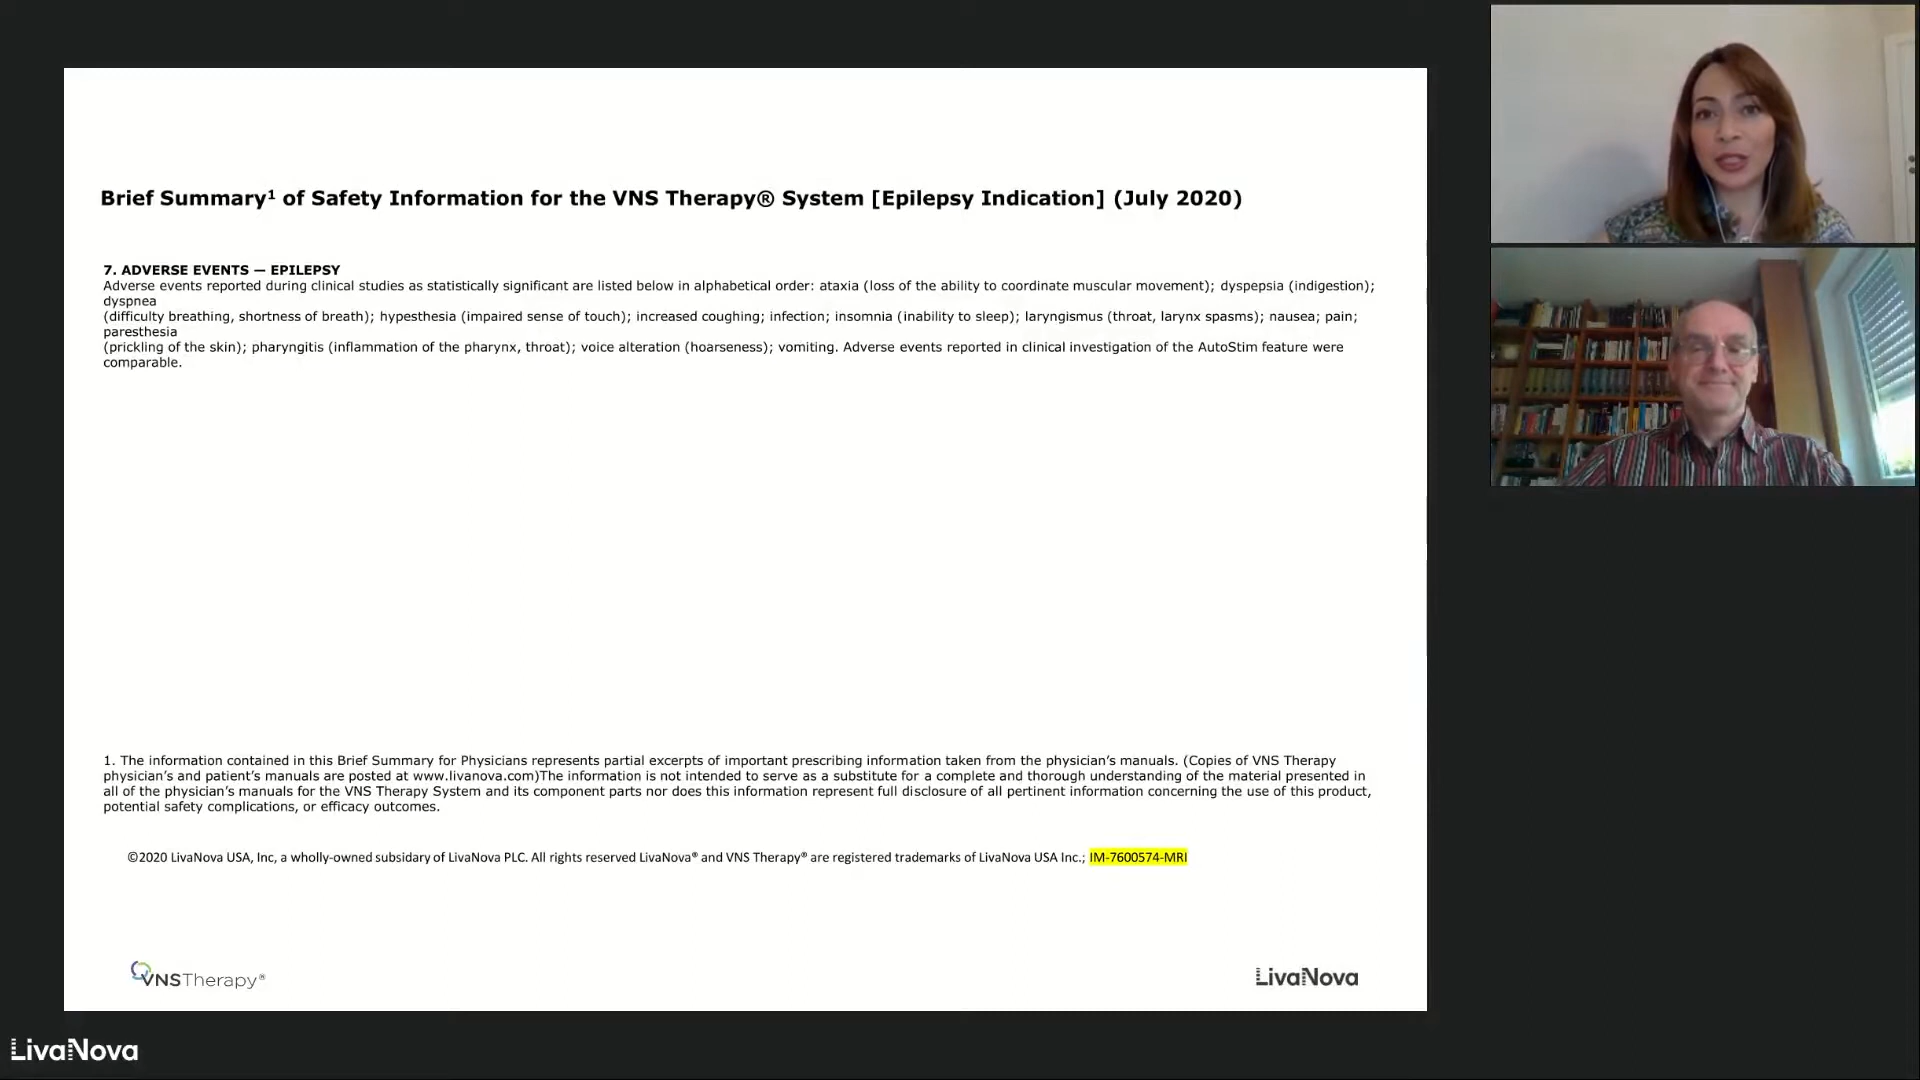 Brief Summary¹ of Safety Information for the VNS Therapy® System [Epilepsy Indication] (July 2020)
7. ADVERSE EVENTS — EPILEPSY
Adverse events reported during clinical studies as statistically significant are listed below in alphabetical order: ataxia (loss of the ability to coordinate muscular movement); dyspepsia (indigestion);
dyspnea
(difficulty breathing, shortness of breath); hypesthesia (impaired sense of touch); increased coughing; infection; insomnia (inability to sleep); laryngismus (throat, larynx spasms); nausea; pain;
paresthesia
(prickling of the skin); pharyngitis (inflammation of the pharynx, throat); voice alteration (hoarseness); vomiting. Adverse events reported in clinical investigation of the AutoStim feature were
comparable.
1. The information contained in this Brief Summary for Physicians represents partial excerpts of important prescribing information taken from the physician's manuals. (Copies of VNS Therapy
physician's and patient's manuals are posted at www.livanova.com)The information is not intended to serve as a substitute for a complete and thorough understanding of the material presented in
all of the physician's manuals for the VNS Therapy System and its component parts nor does this information represent full disclosure of all pertinent information concerning the use of this product,
potential safety complications, or efficacy outcomes.
©2020 LivaNova USA, Inc, a wholly-owned subsidary of LivaNova PLC. All rights reserved LivaNova® and VNS Therapy® are registered trademarks of LivaNova USA Inc.; IM-7600574-MRI
VNSTherapy®
LivaNova
LivaNova